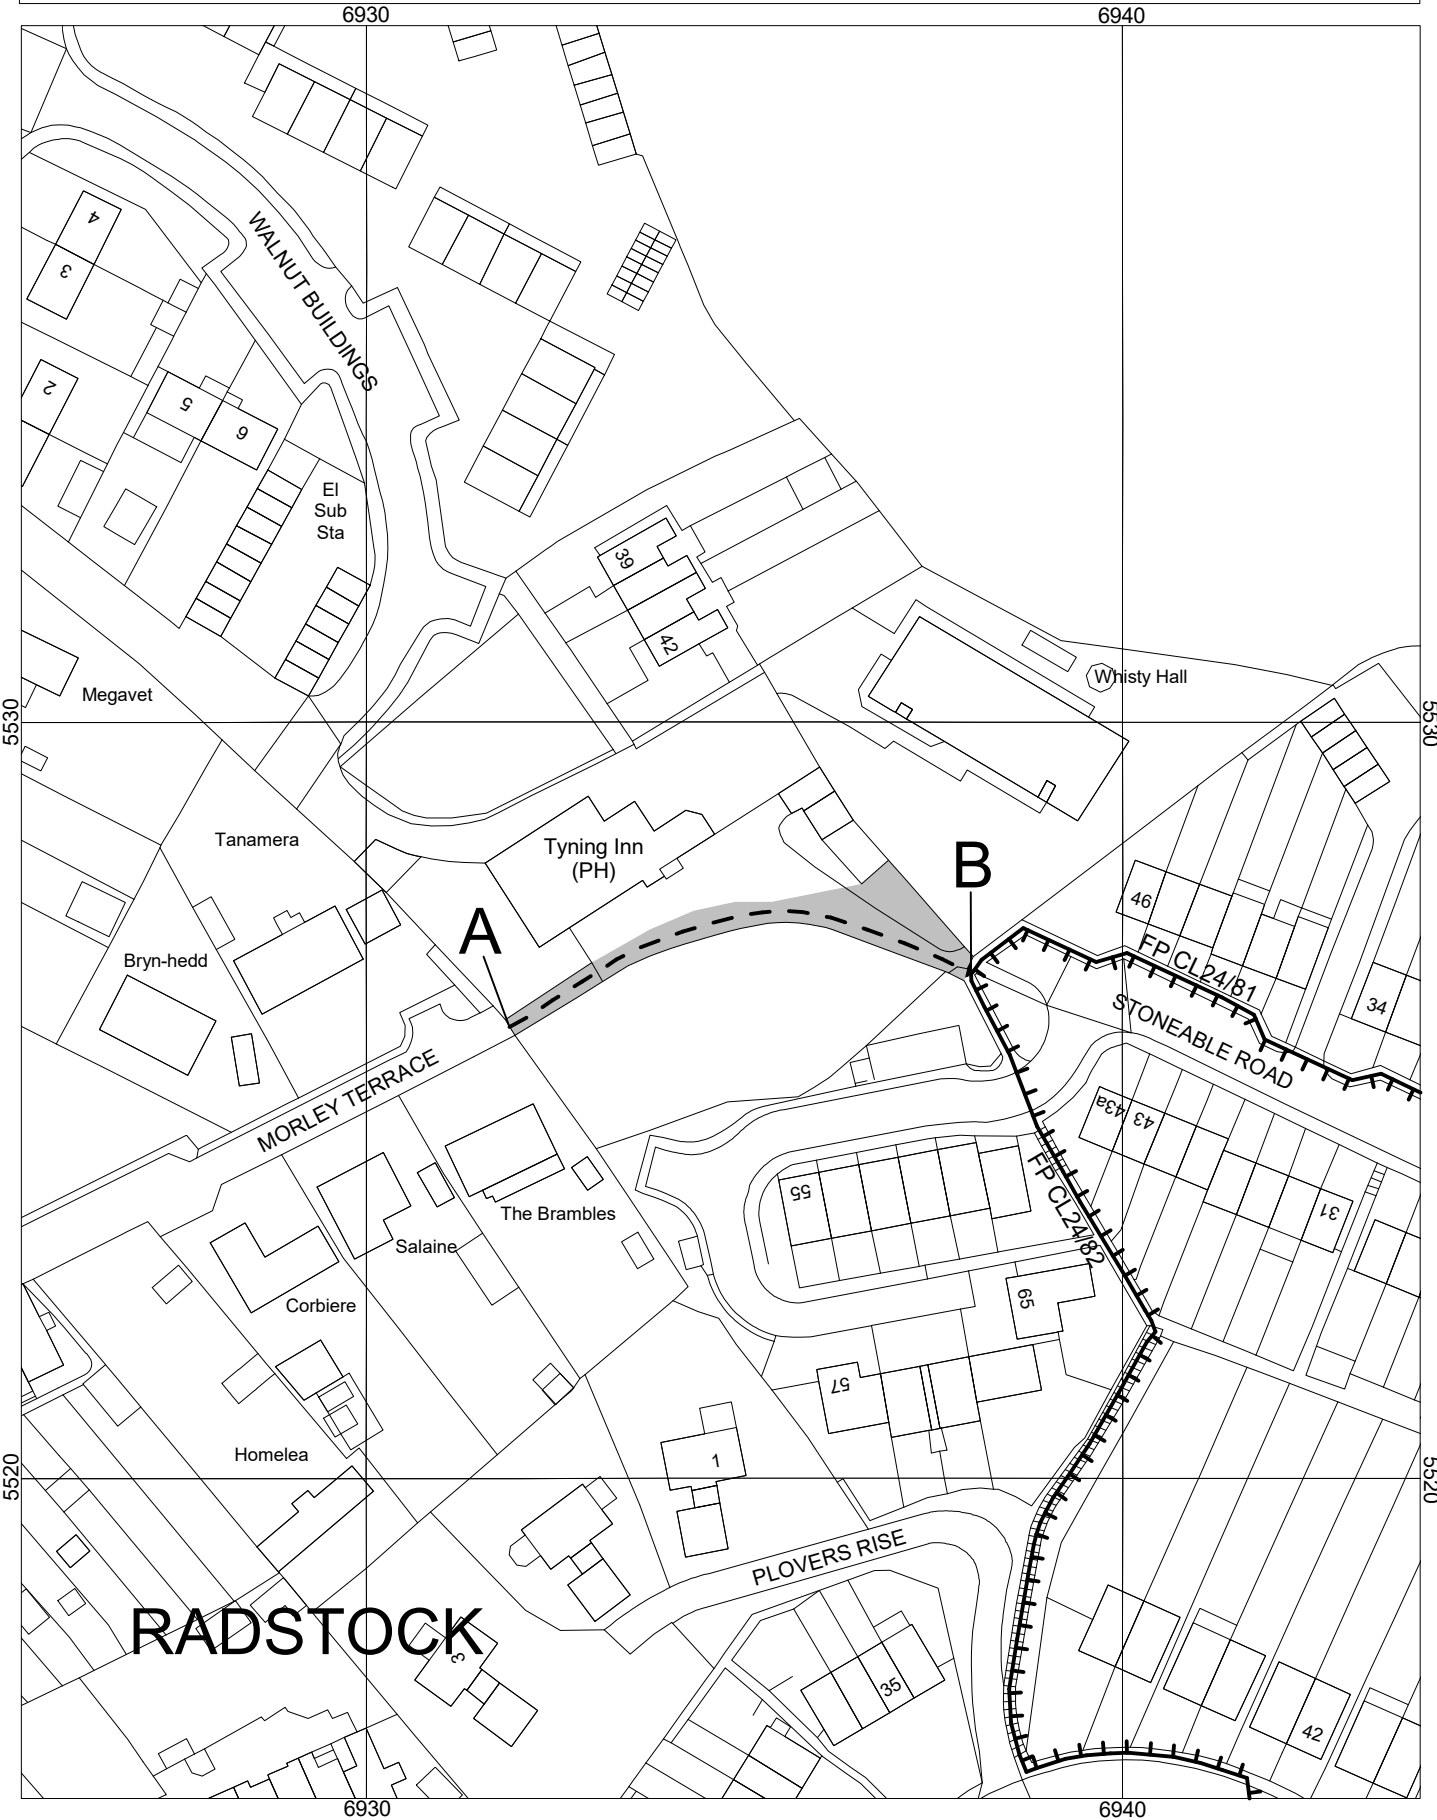 6930
6940
4
3
WALNUT BUILDINGS
2
5
6
El
Sub
Sta
39
42
Megavet
Whisty Hall
5530
5530
Tanamera
Tyning Inn
(PH)
B
A
46
Bryn-hedd
FP CL24/81
34
STONEABLE ROAD
MORLEY TERRACE
43a
43
FP CL24/82
55
31
The Brambles
Salaine
Corbiere
65
57
Homelea
1
5520
5520
PLOVERS RISE
RADSTOCK
3
35
42
6930
6940